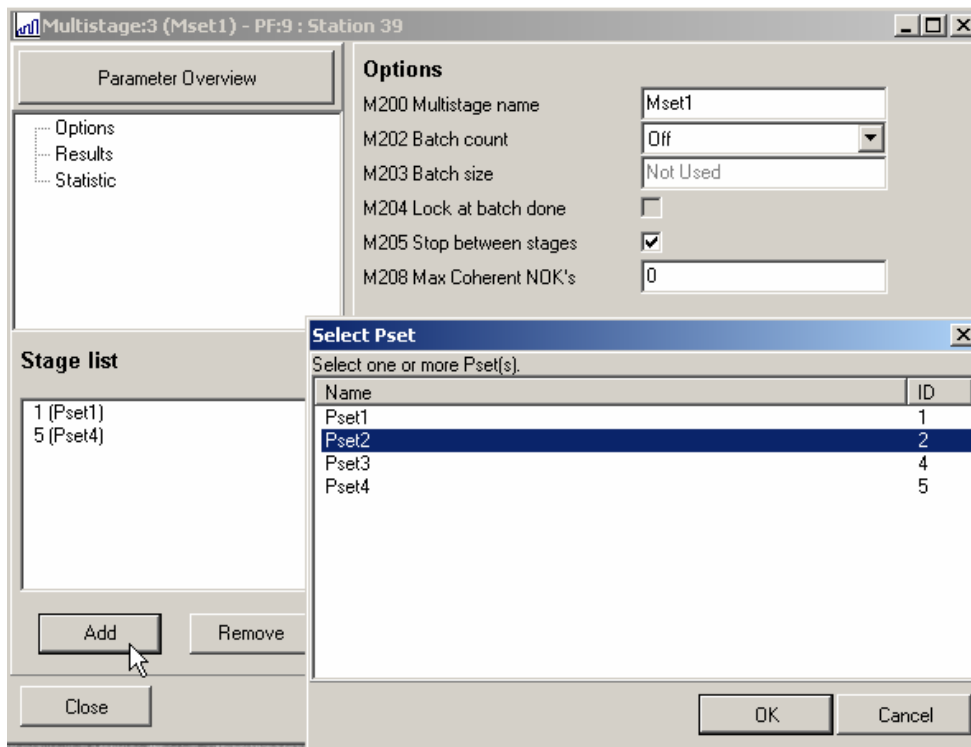 Multistage:3 (Mset1) - PF:9 : Station 39
Parameter Overview
Options
Results
Statistic
Options
M200 Multistage name Mset1
M202 Batch count Off
M203 Batch size Not Used
M204 Lock at batch done
M205 Stop between stages
M208 Max Coherent NOK's 0
Stage list
1 (Pset1)
5 (Pset4)
Add Remove
Close
Select Pset
Select one or more Pset(s).
Name ID
Pset1 1
Pset2 2
Pset3 4
Pset4 5
OK Cancel